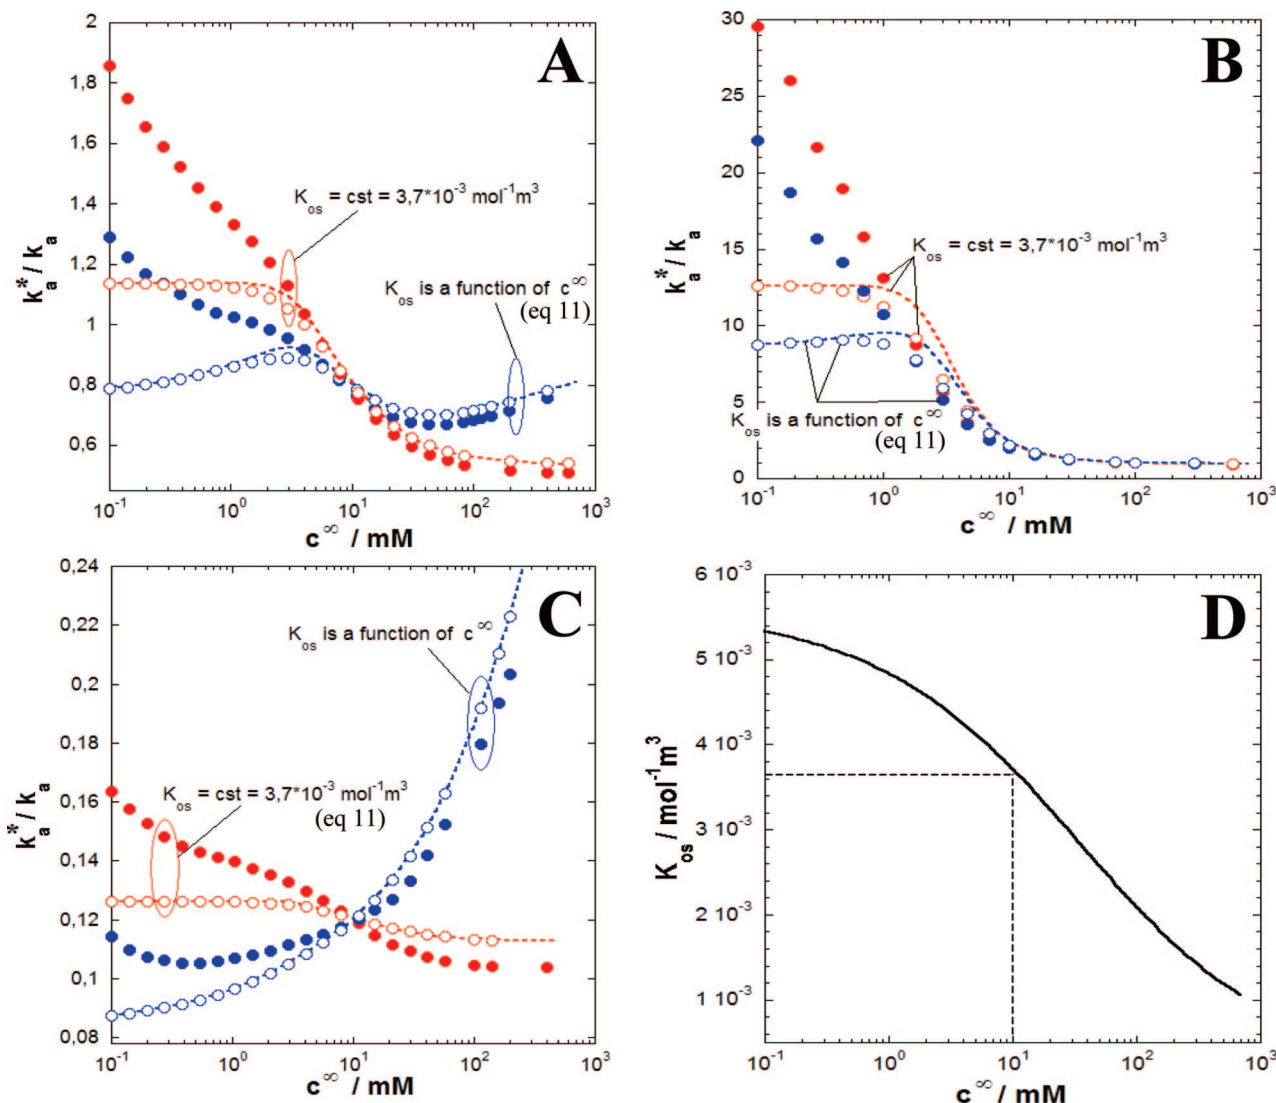 A
2
1,8
1,6
1,4
1,2
1
0,8
0,6
k*a / ka
Kos = cst = 3,7*10-3 mol-1m3
Kos is a function of c∞
(eq 11)
10-1 100 101 102 103
c∞ / mM
B
30
25
20
15
10
5
0
k*a / ka
Kos = cst = 3,7*10-3 mol-1m3
Kos is a function of c∞
(eq 11)
10-1 100 101 102 103
c∞ / mM
C
0,24
0,22
0,2
0,18
0,16
0,14
0,12
0,1
0,08
k*a / ka
Kos is a function of c∞
Kos = cst = 3,7*10-3 mol-1m3
(eq 11)
10-1 100 101 102 103
c∞ / mM
D
6 10-3
5 10-3
4 10-3
3 10-3
2 10-3
1 10-3
Kos / mol-1m3
10-1 100 101 102 103
c∞ / mM